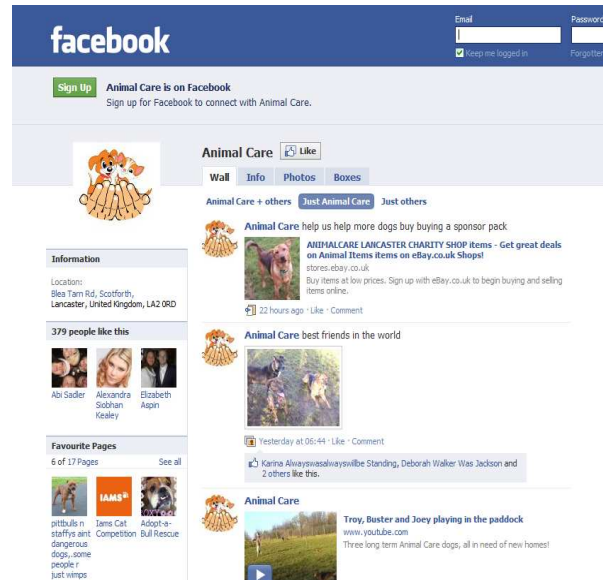 facebook
Email
Password
Keep me logged in
Forgotten
Sign Up
Animal Care is on Facebook
Sign up for Facebook to connect with Animal Care.
Animal Care
Like
Wall Info Photos Boxes
Animal Care + others Just Animal Care Just others
Animal Care help us help more dogs buy buying a sponsor pack
ANIMALCARE LANCASTER CHARITY SHOP items - Get great deals
on Animal Items items on eBay.co.uk Shops!
stores.ebay.co.uk
Buy items at low prices. Sign up with eBay.co.uk to begin buying and selling
items online.
22 hours ago · Like · Comment
Animal Care best friends in the world
Yesterday at 06:44 · Like · Comment
Karina Alwayswasalwayswillbe Standing, Deborah Walker Was Jackson and
2 others like this.
Animal Care
Troy, Buster and Joey playing in the paddock
www.youtube.com
Three long term Animal Care dogs, all in need of new homes!
Information
Location:
Blea Tarn Rd, Scotforth,
Lancaster, United Kingdom, LA2 0RD
379 people like this
Abi Sadler
Alexandra
Siobhan
Kealey
Elizabeth
Aspin
Favourite Pages
6 of 17 Pages See all
IAMS
pittbulls n
staffys aint
dangerous
dogs,.some
people r
just wimps
Iams Cat
Competition
Adopt-a-
Bull Rescue